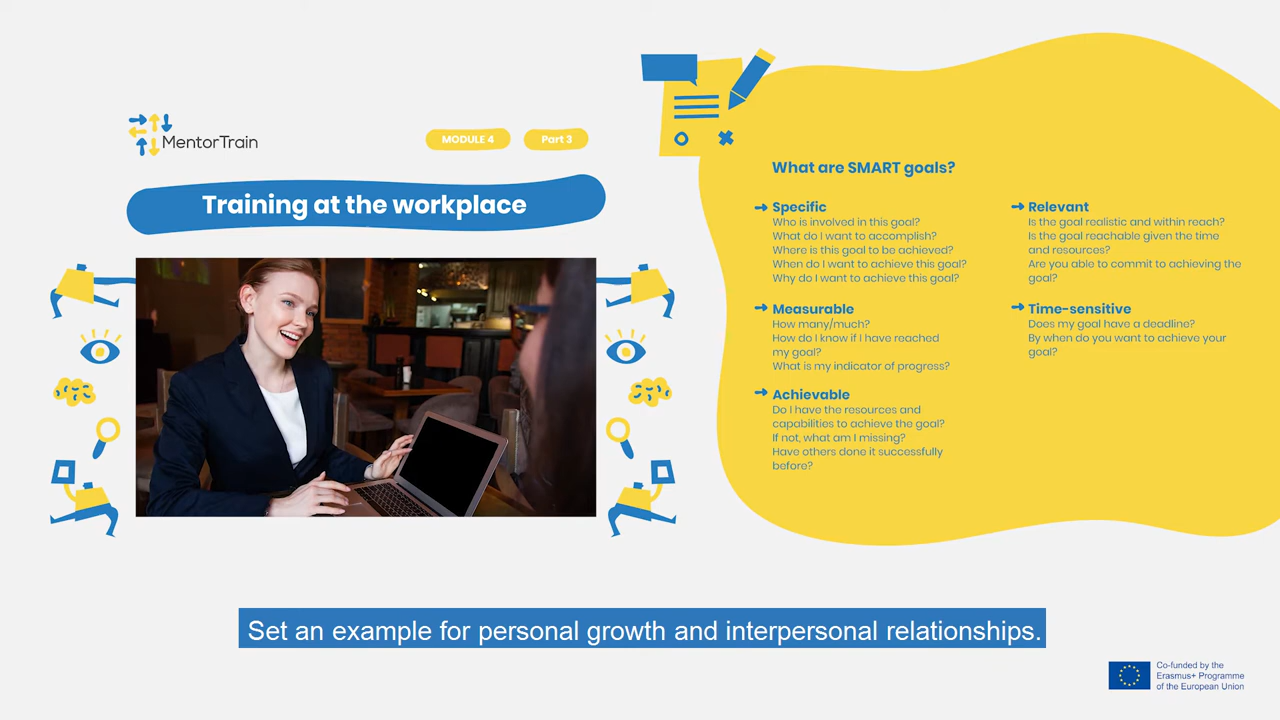 MentorTrain
MODULE 4
Part 3
Training at the workplace
What are SMART goals?
Specific
Who is involved in this goal?
What do I want to accomplish?
Where is this goal to be achieved?
When do I want to achieve this goal?
Why do I want to achieve this goal?
Measurable
How many/much?
How do I know if I have reached
my goal?
What is my indicator of progress?
Achievable
Do I have the resources and
capabilities to achieve the goal?
If not, what am I missing?
Have others done it successfully
before?
Relevant
Is the goal realistic and within reach?
Is the goal reachable given the time
and resources?
Are you able to commit to achieving the
goal?
Time-sensitive
Does my goal have a deadline?
By when do you want to achieve your
goal?
Set an example for personal growth and interpersonal relationships.
Co-funded by the
Erasmus+ Programme
of the European Union